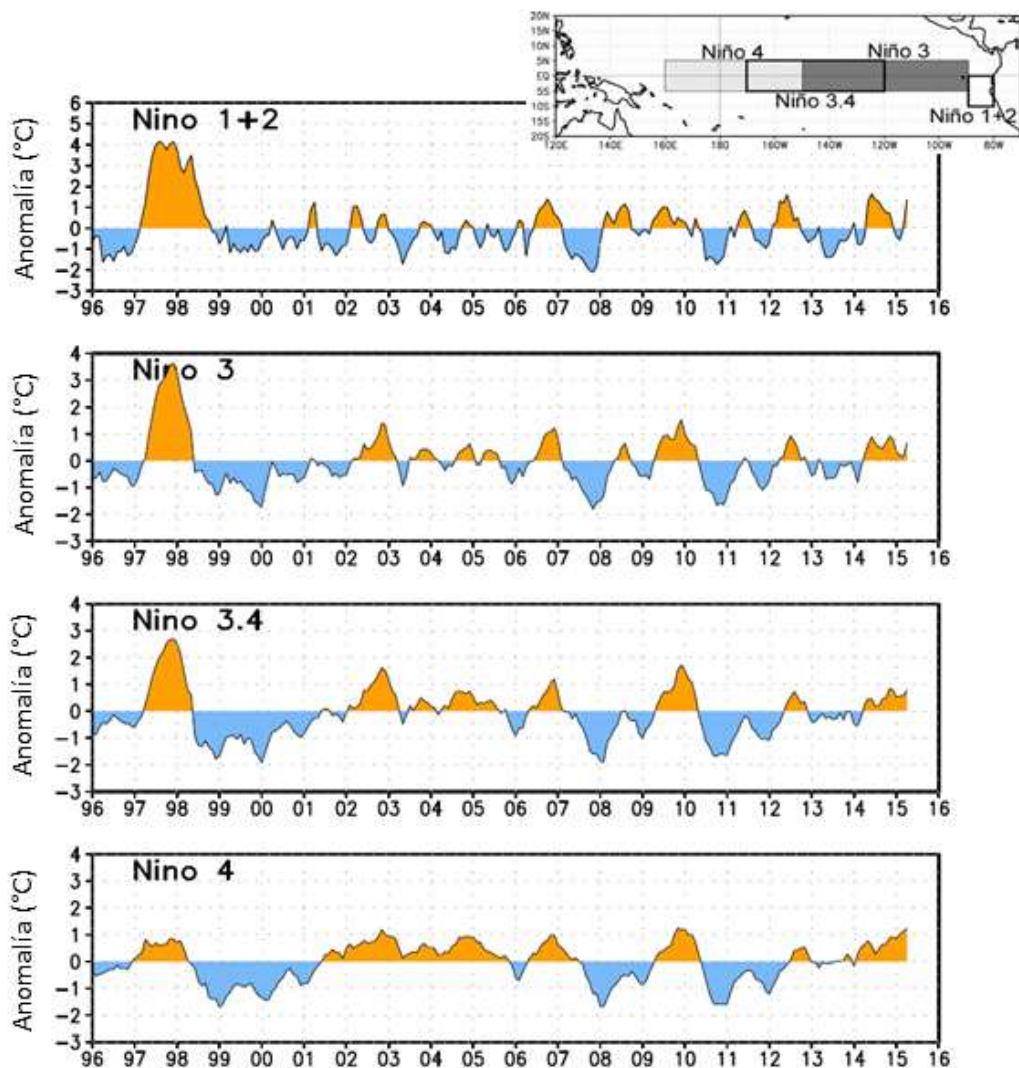 20N
15N
10N
5N
EQ
5S
10S
15S
20S
Niño 4
Niño 3
Niño 3.4
Niño 1+2
120E
140E
160E
180
160W
140W
120W
100W
80W
Anomalía (°C)
Nino 1+2
6
5
4
3
2
1
0
−1
−2
−3
96 97 98 99 00 01 02 03 04 05 06 07 08 09 10 11 12 13 14 15 16
Anomalía (°C)
Nino 3
4
3
2
1
0
−1
−2
−3
96 97 98 99 00 01 02 03 04 05 06 07 08 09 10 11 12 13 14 15 16
Anomalía (°C)
Nino 3.4
4
3
2
1
0
−1
−2
−3
96 97 98 99 00 01 02 03 04 05 06 07 08 09 10 11 12 13 14 15 16
Anomalía (°C)
Nino 4
4
3
2
1
0
−1
−2
−3
96 97 98 99 00 01 02 03 04 05 06 07 08 09 10 11 12 13 14 15 16